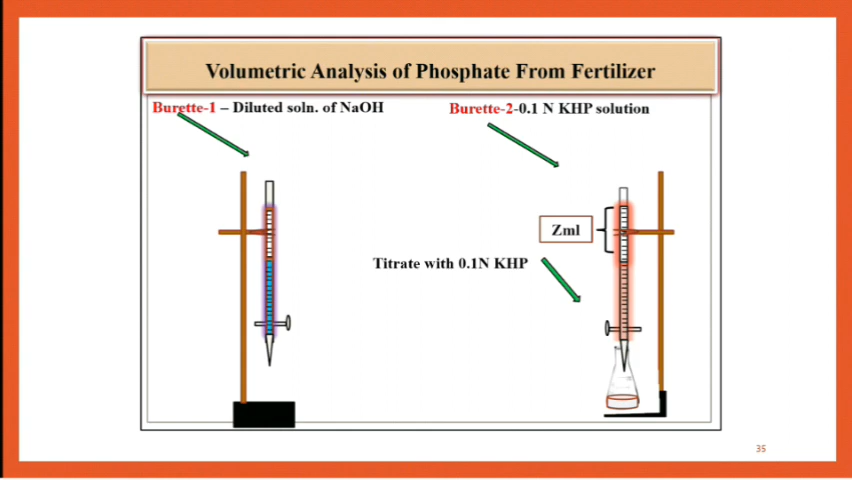 Volumetric Analysis of Phosphate From Fertilizer
Burette-1 – Diluted soln. of NaOH
Burette-2-0.1 N KHP solution
Zml
Titrate with 0.1N KHP
35